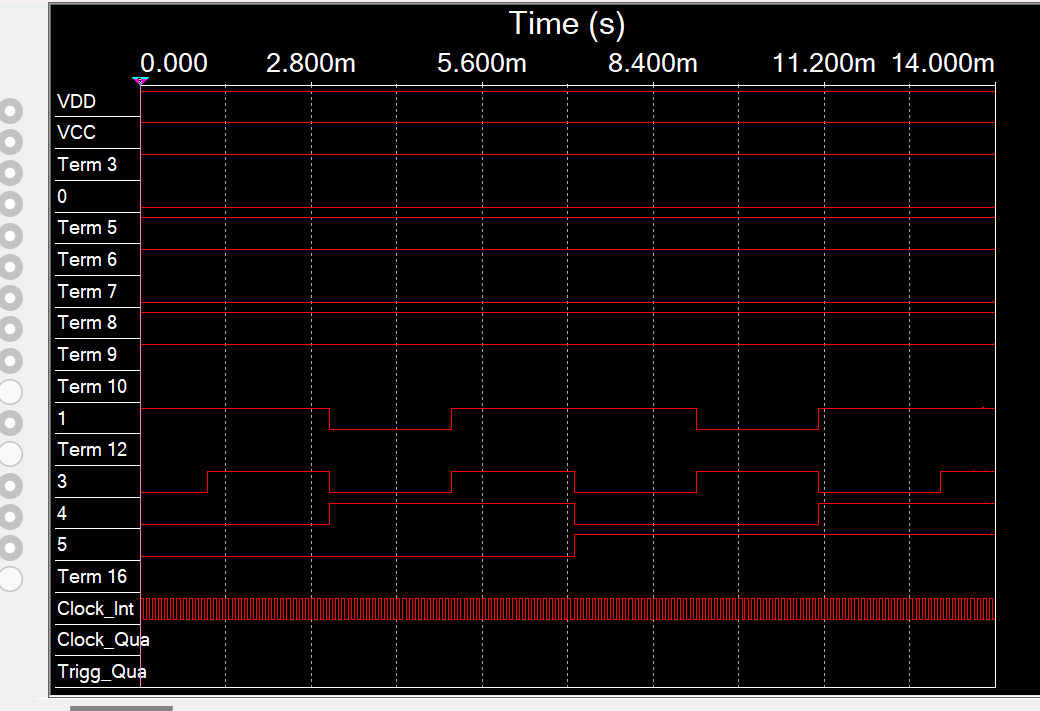 Time (s)
0.000 2.800m 5.600m 8.400m 11.200m 14.000m
VDD
VCC
Term 3
0
Term 5
Term 6
Term 7
Term 8
Term 9
Term 10
1
Term 12
3
4
5
Term 16
Clock_Int
Clock_Qua
Trigg_Qua